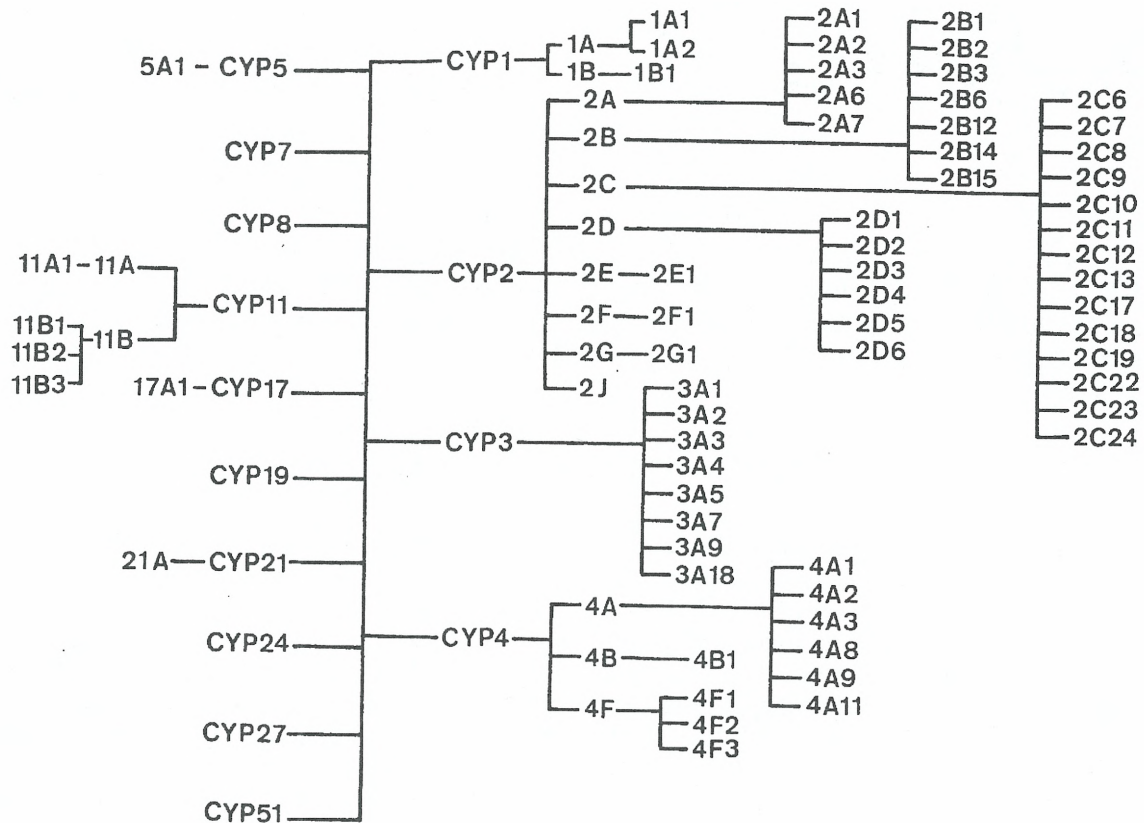 5A1 – CYP5
CYP7
CYP8
11A1–11A
CYP11
11B1
11B
11B2
11B3
17A1–CYP17
CYP19
21A—CYP21
CYP24
CYP27
CYP51
CYP1
1A
1A1
1A2
1B—1B1
CYP2
2A
2A1
2A2
2A3
2A6
2A7
2B
2B1
2B2
2B3
2B6
2B12
2B14
2B15
2C
2C6
2C7
2C8
2C9
2C10
2C11
2C12
2C13
2C17
2C18
2C19
2C22
2C23
2C24
2D
2D1
2D2
2D3
2D4
2D5
2D6
2E—2E1
2F—2F1
2G—2G1
2J
CYP3
3A1
3A2
3A3
3A4
3A5
3A7
3A9
3A18
CYP4
4A
4A1
4A2
4A3
4A8
4A9
4A11
4B—4B1
4F
4F1
4F2
4F3